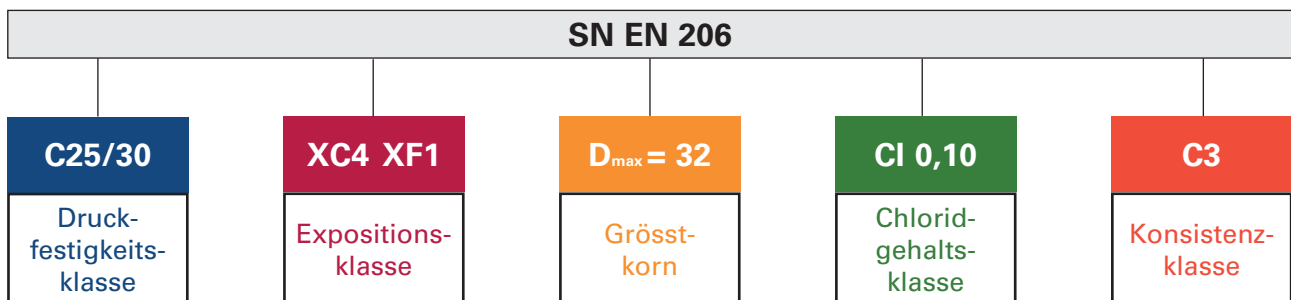 SN EN 206
C25/30
XC4 XF1
Dmax = 32
Cl 0,10
C3
Druck-
festigkeits-
klasse
Expositions-
klasse
Grösst-
korn
Chlorid-
gehalts-
klasse
Konsistenz-
klasse